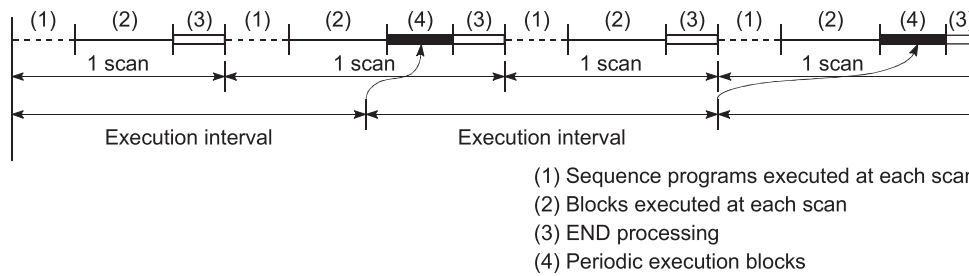 (1) (2) (3) (1) (2) (4) (3) (1) (2) (3) (1) (2) (4) (3)
1 scan 1 scan 1 scan 1 scan
Execution interval Execution interval
(1) Sequence programs executed at each scan
(2) Blocks executed at each scan
(3) END processing
(4) Periodic execution blocks